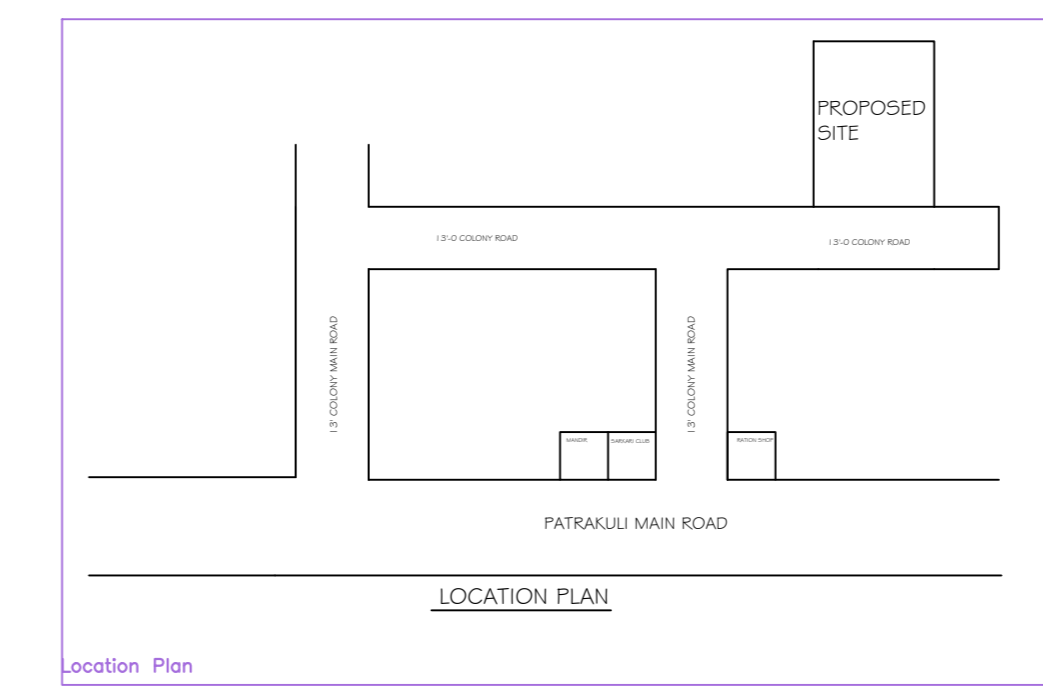 PROPOSED
SITE
13'-0 COLONY ROAD
13'-0 COLONY ROAD
13' COLONY MAIN ROAD
13' COLONY MAIN ROAD
MANDIR
SARKARI CLUB
RATION SHOP
PATRAKULI MAIN ROAD
LOCATION PLAN
Location Plan